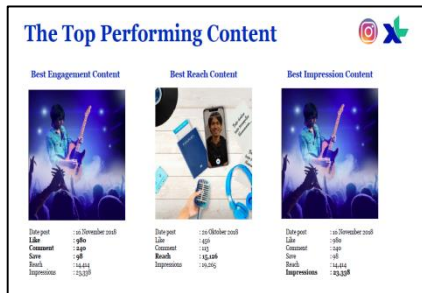 The Top Performing Content
Best Engagement Content
Date post : 16 November 2018
Like : 980
Comment : 240
Save : 98
Reach : 14,414
Impressions : 23,338
Best Reach Content
Date post : 20 Oktober 2018
Like : 456
Comment : 113
Reach : 15,126
Impressions : 19,265
Best Impression Content
Date post : 16 November 2018
Like : 980
Comment : 240
Save : 98
Reach : 14,414
Impressions : 23,338